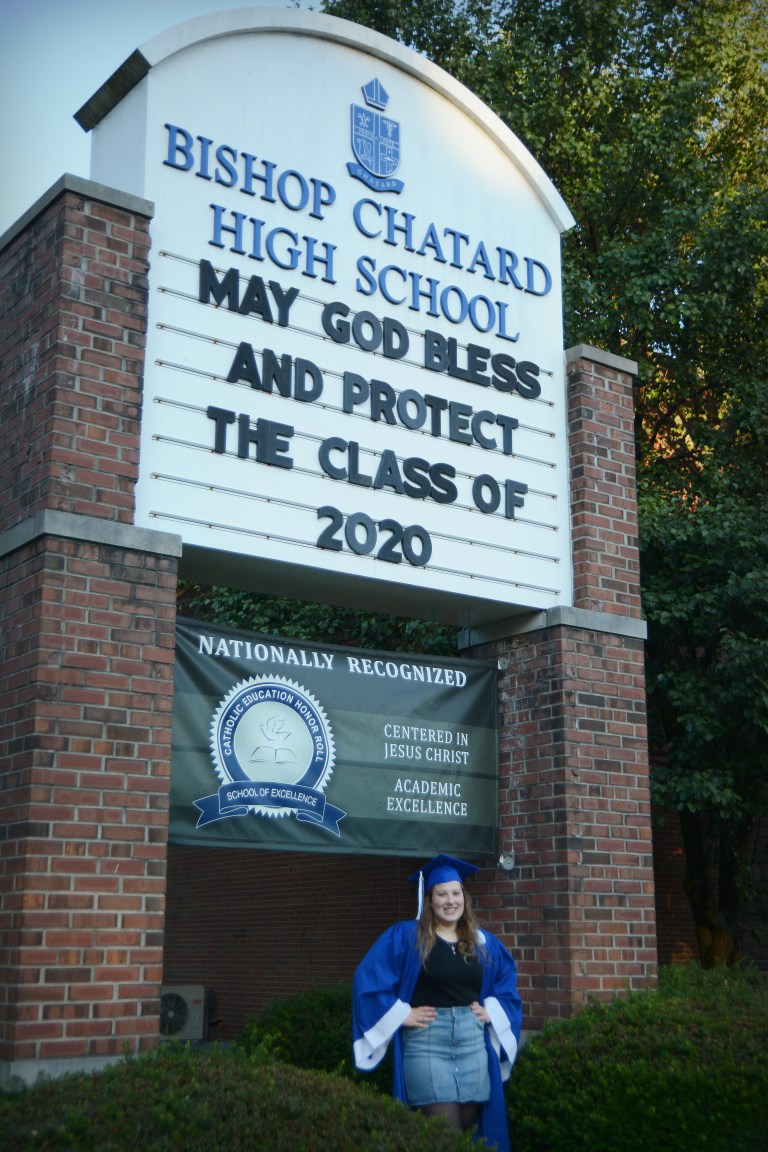 CHATARD
BISHOP CHATARD
HIGH SCHOOL
MAY GOD BLESS
AND PROTECT
THE CLASS OF
2020
NATIONALLY RECOGNIZED
CATHOLIC EDUCATION HONOR ROLL
SCHOOL OF EXCELLENCE
CENTERED IN
JESUS CHRIST
ACADEMIC
EXCELLENCE